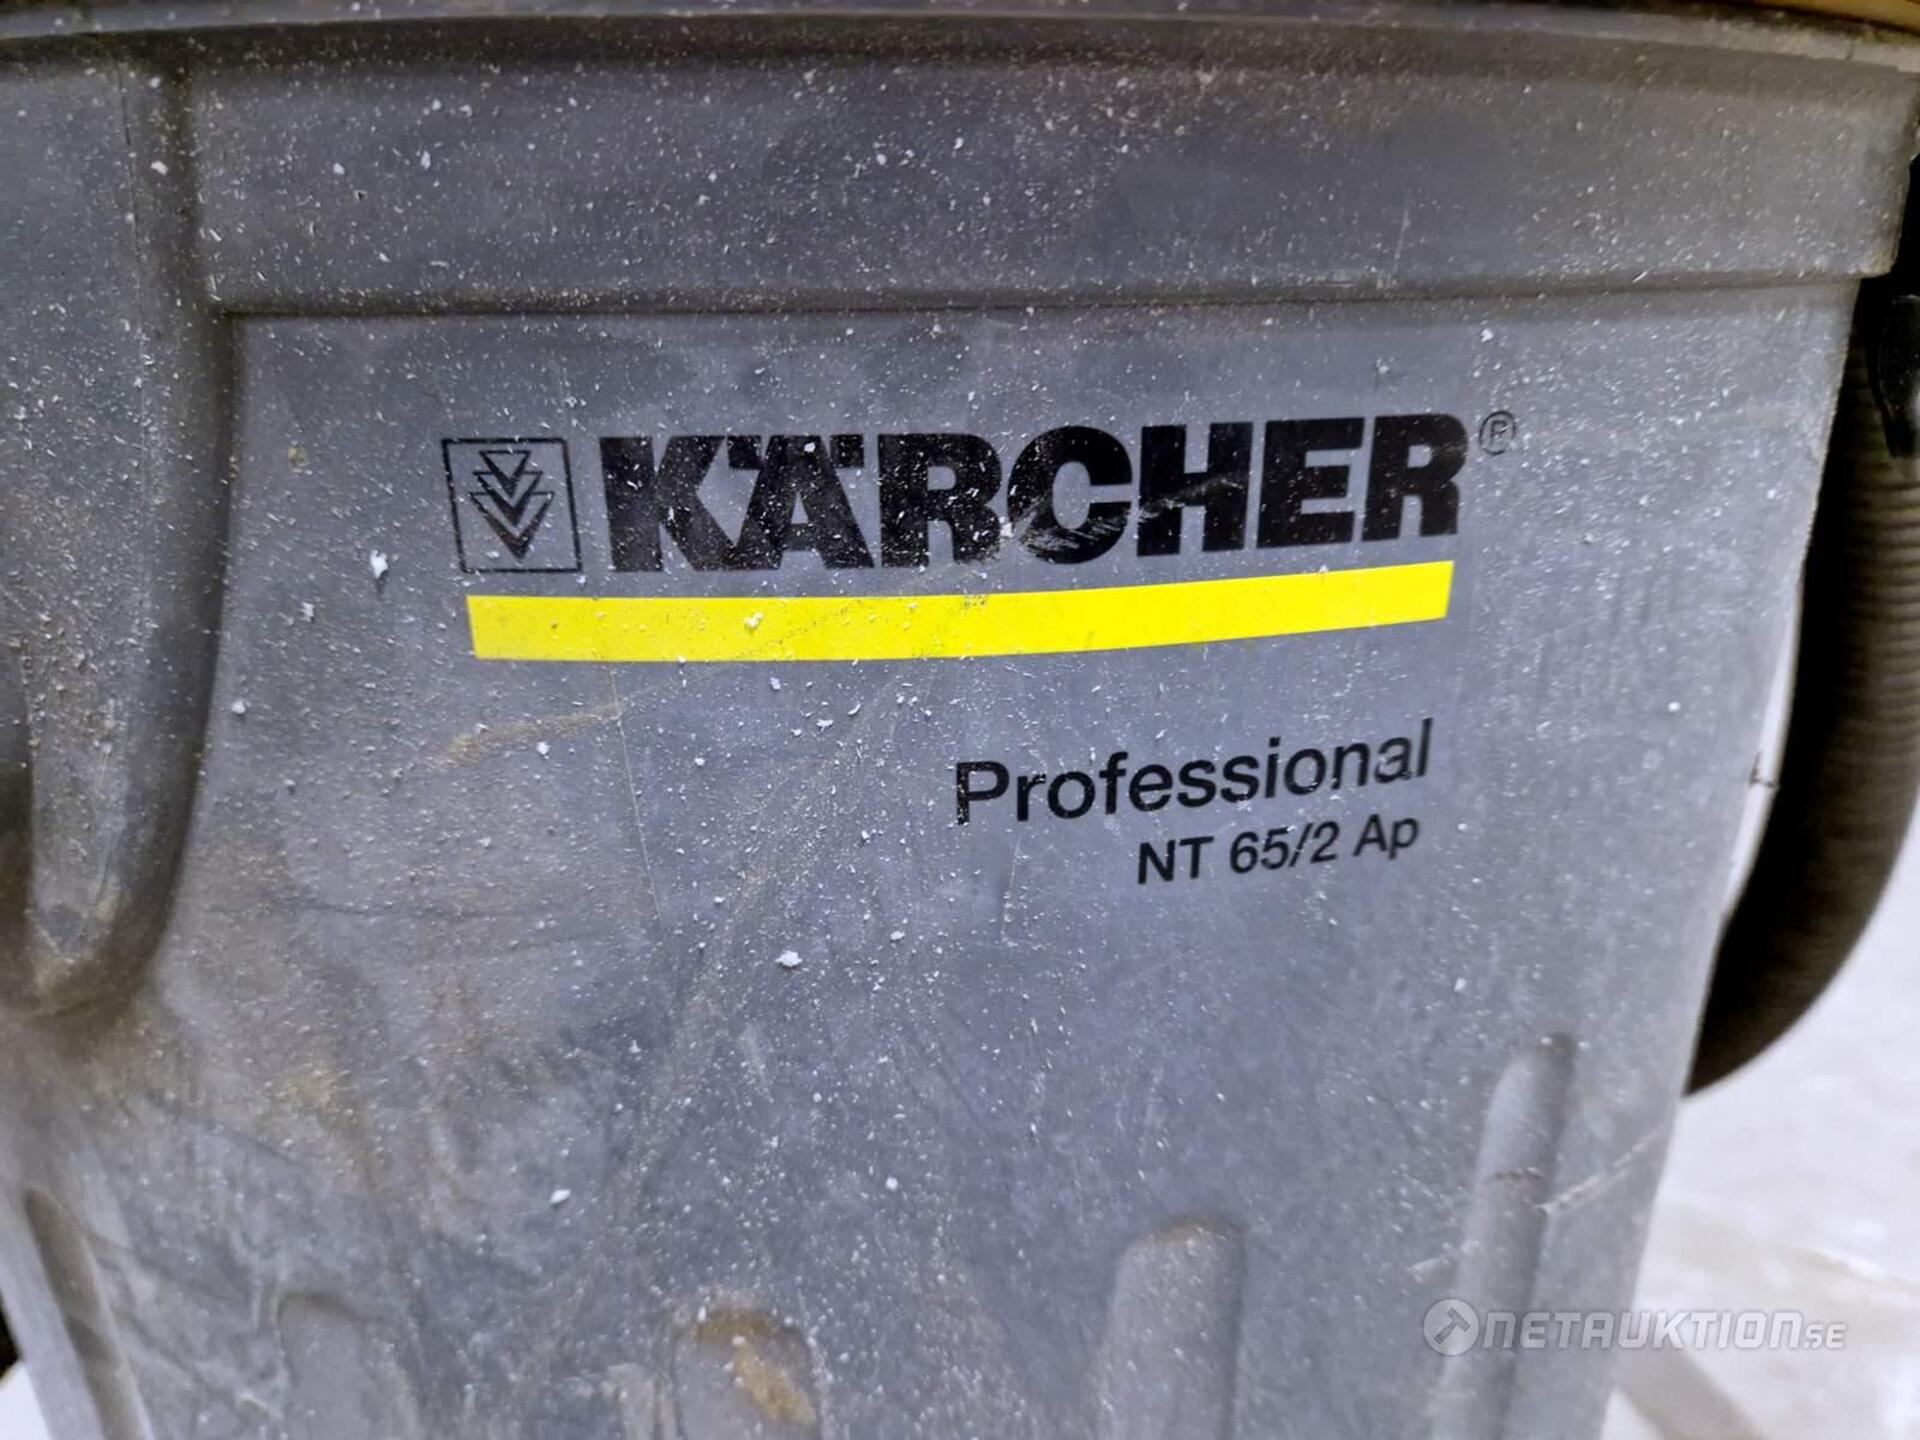 KÄRCHER®
Professional
NT 65/2 Ap
NETAUKTION.SE